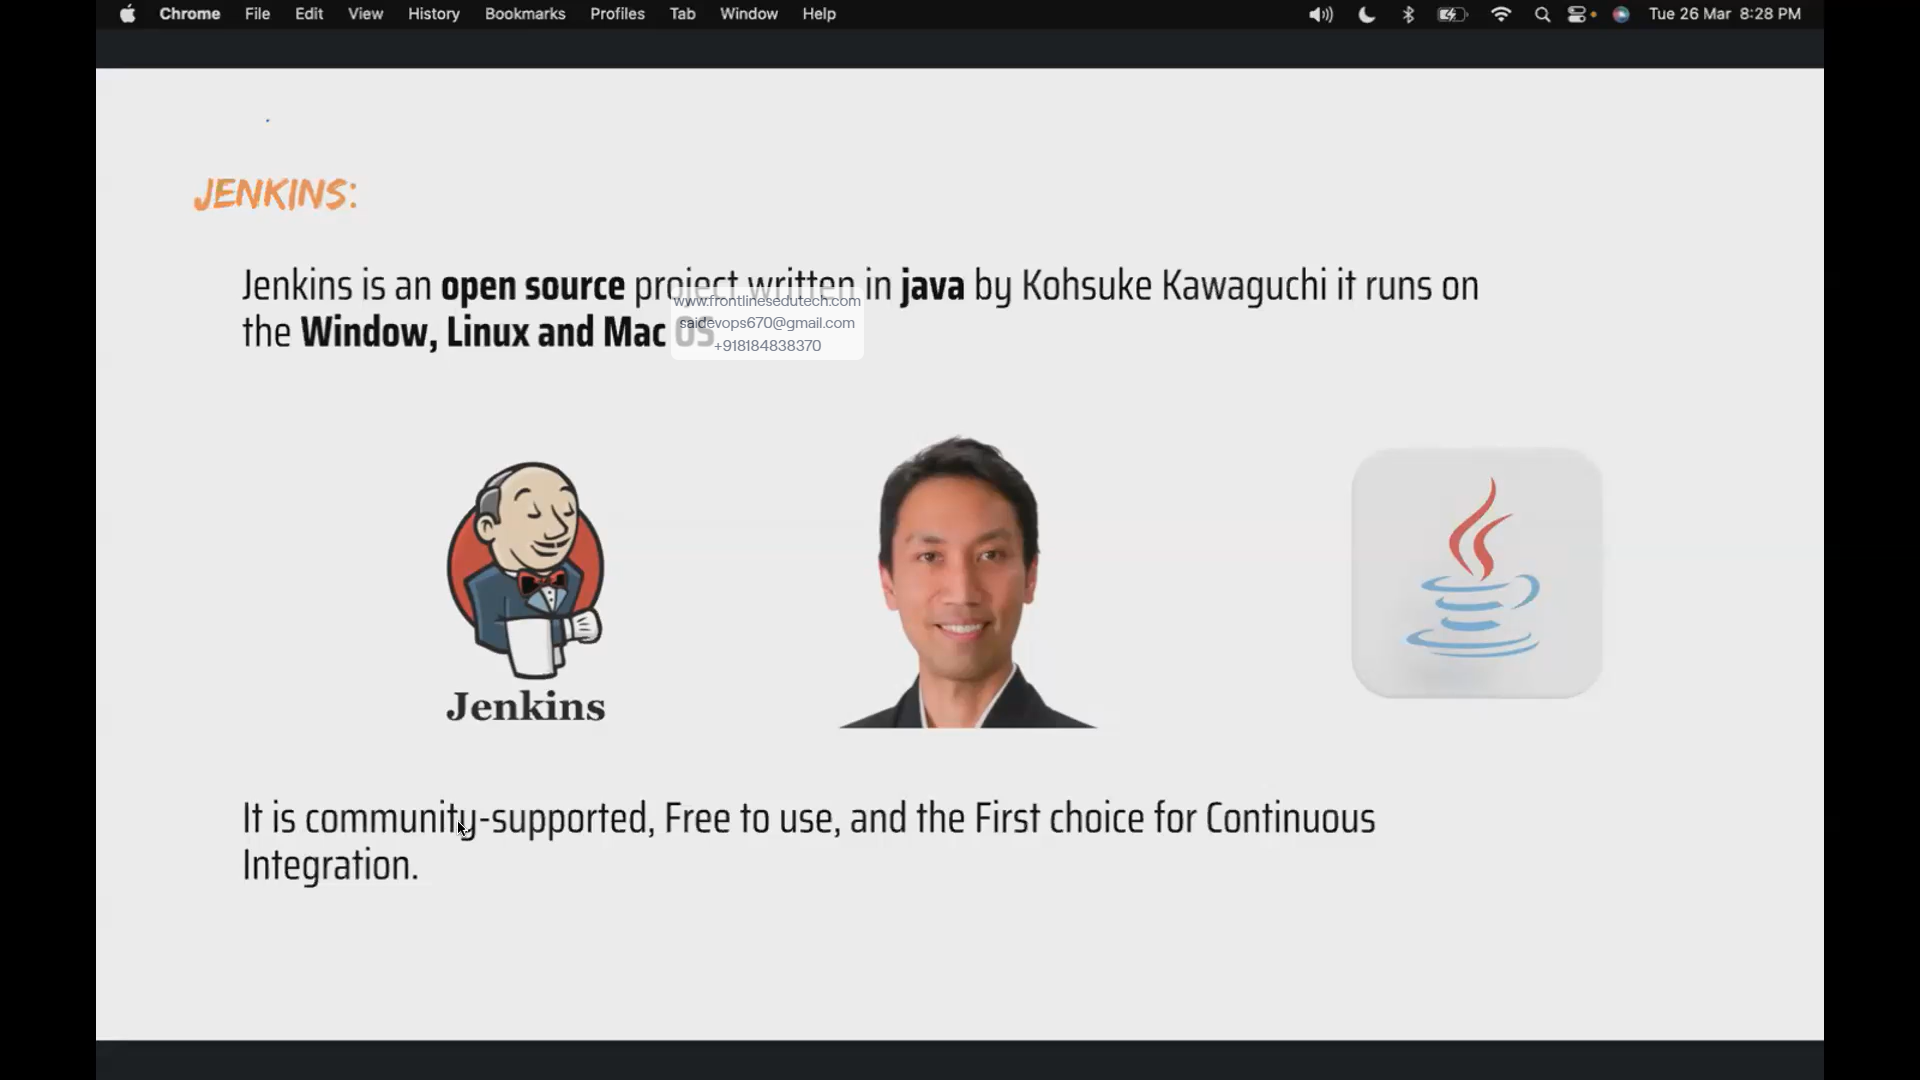 Chrome File Edit View History Bookmarks Profiles Tab Window Help Tue 26 Mar 8:28 PM
JENKINS:
Jenkins is an open source project written in java by Kohsuke Kawaguchi it runs on
the Window, Linux and Mac OS
www.frontlinesedutech.com
saidevops670@gmail.com
+918184838370
Jenkins
It is community-supported, Free to use, and the First choice for Continuous
Integration.